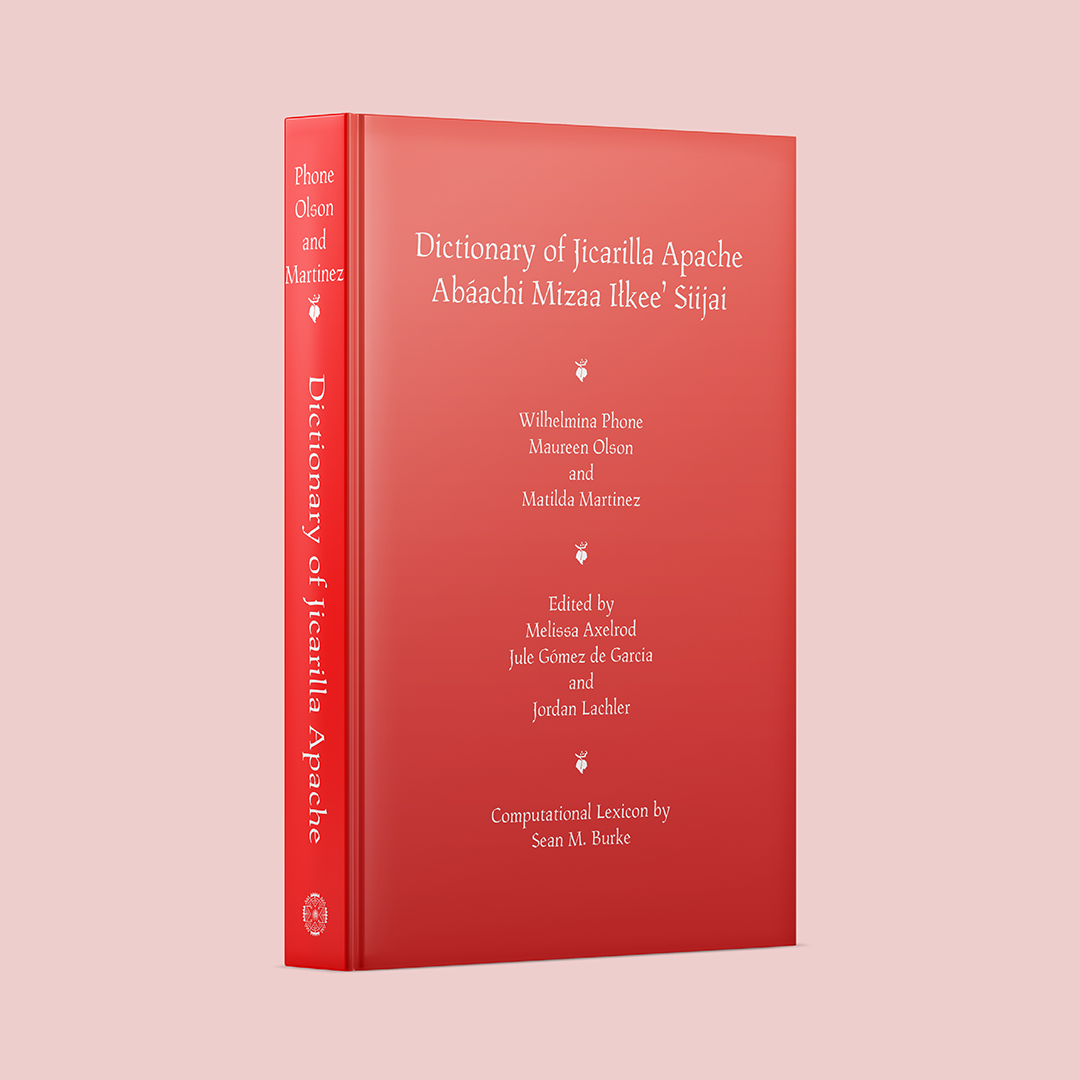 Phone
Olson
and
Martinez
Dictionary of Jicarilla Apache
Dictionary of Jicarilla Apache
Abáachi Mizaa Iłkee' Siijai
Wilhelmina Phone
Maureen Olson
and
Matilda Martinez
Edited by
Melissa Axelrod
Jule Gómez de Garcia
and
Jordan Lachler
Computational Lexicon by
Sean M. Burke